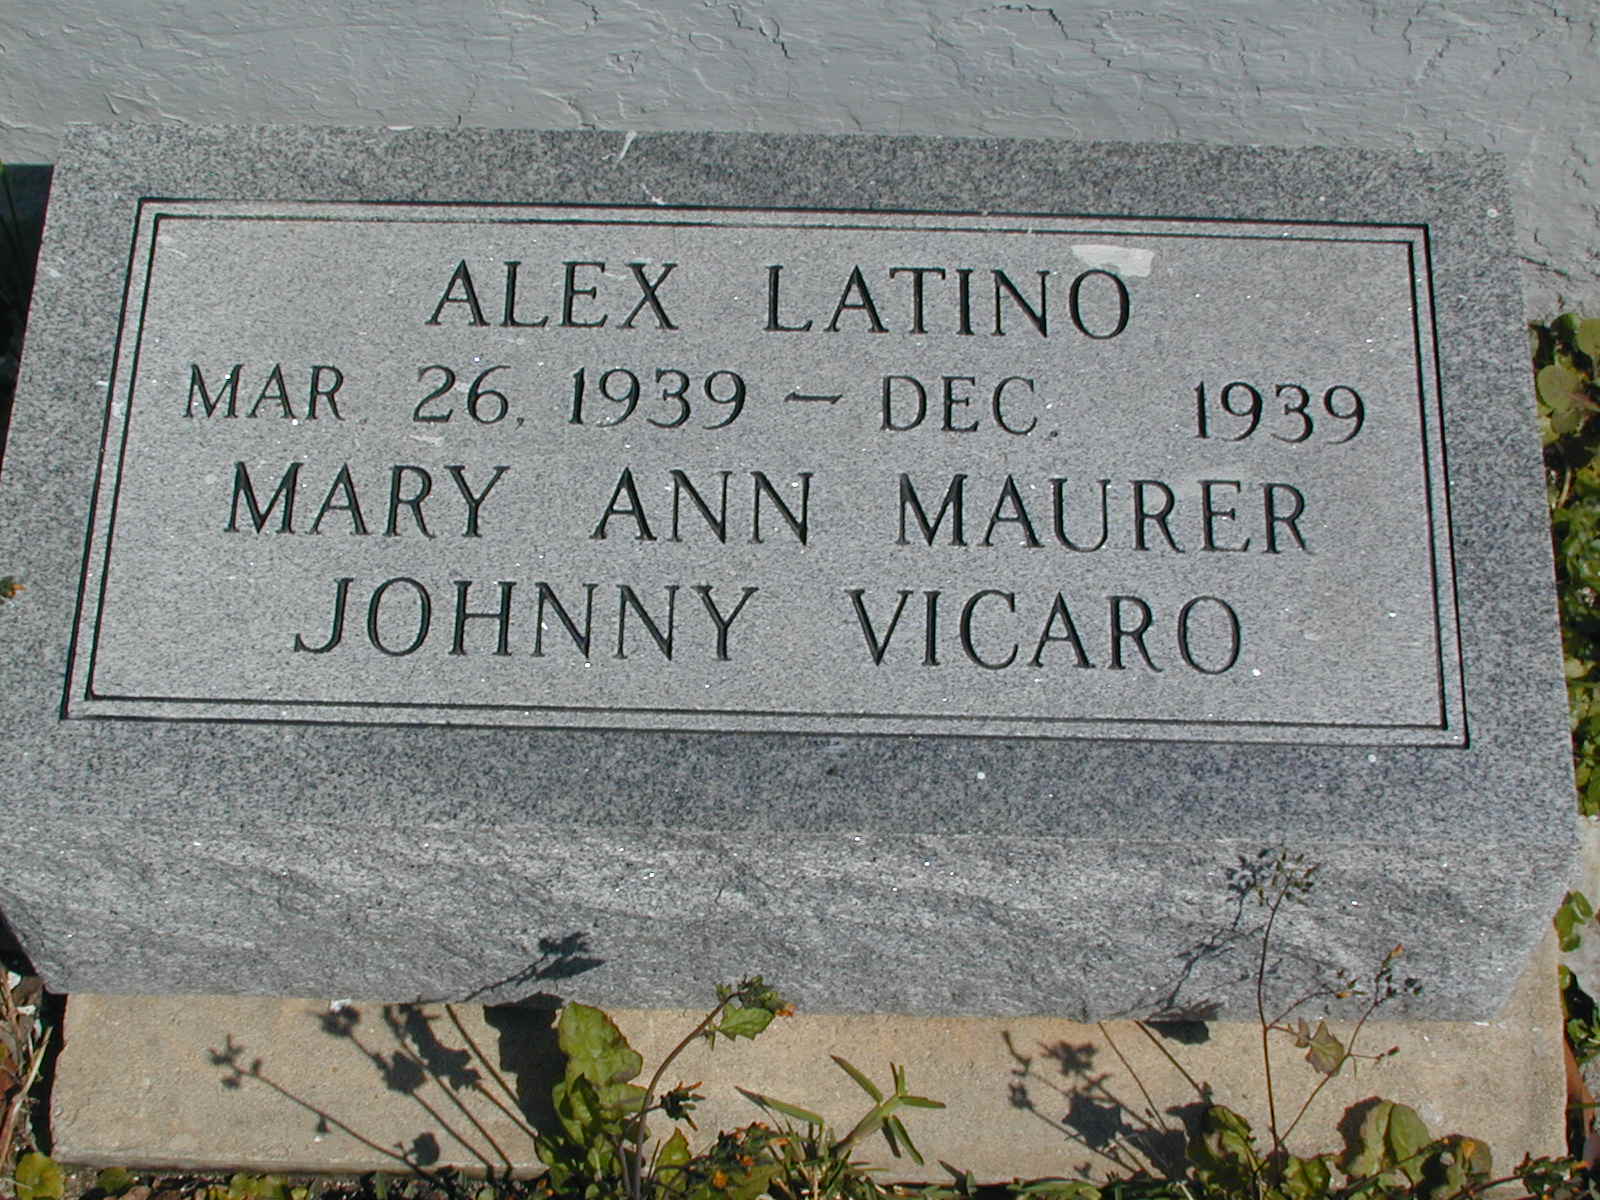 ALEX LATINO
MAR. 26, 1939 – DEC. 1939
MARY ANN MAURER
JOHNNY VICARO